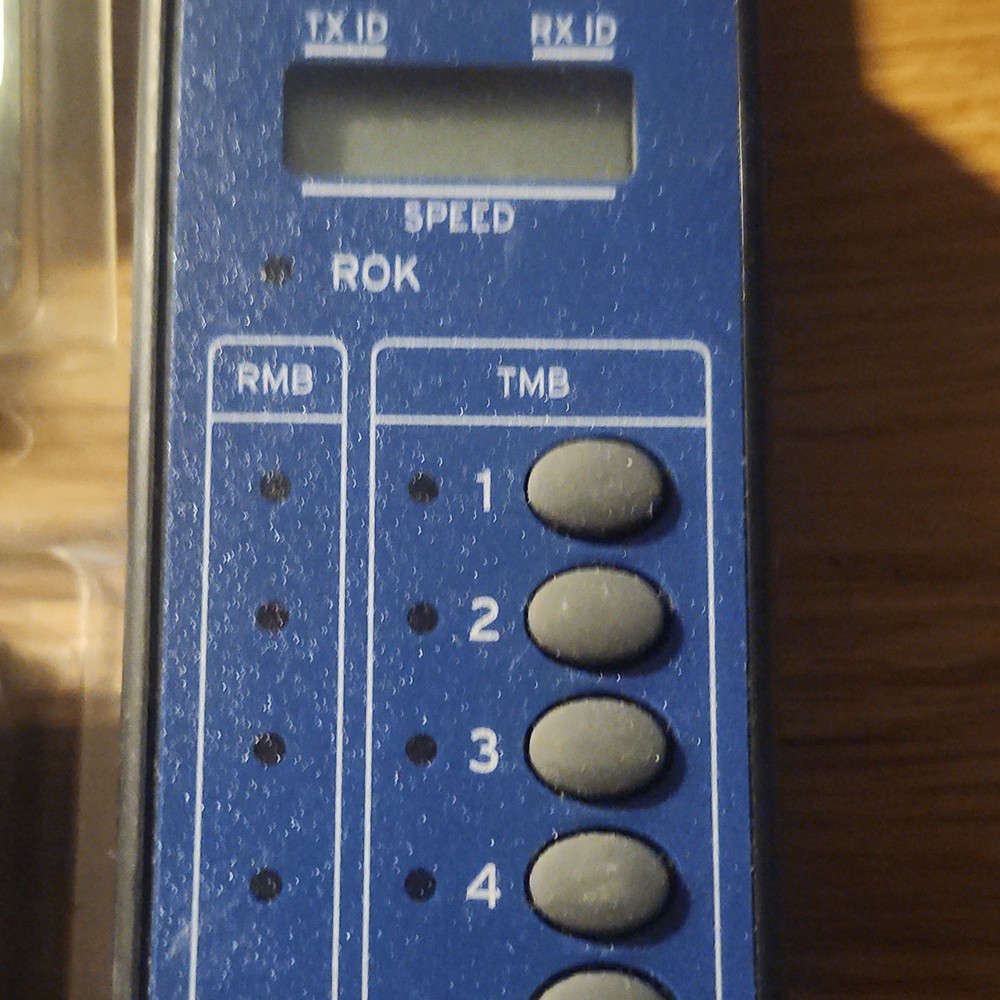 TX ID RX ID
SPEED
ROK
RMB TMB
1
2
3
4